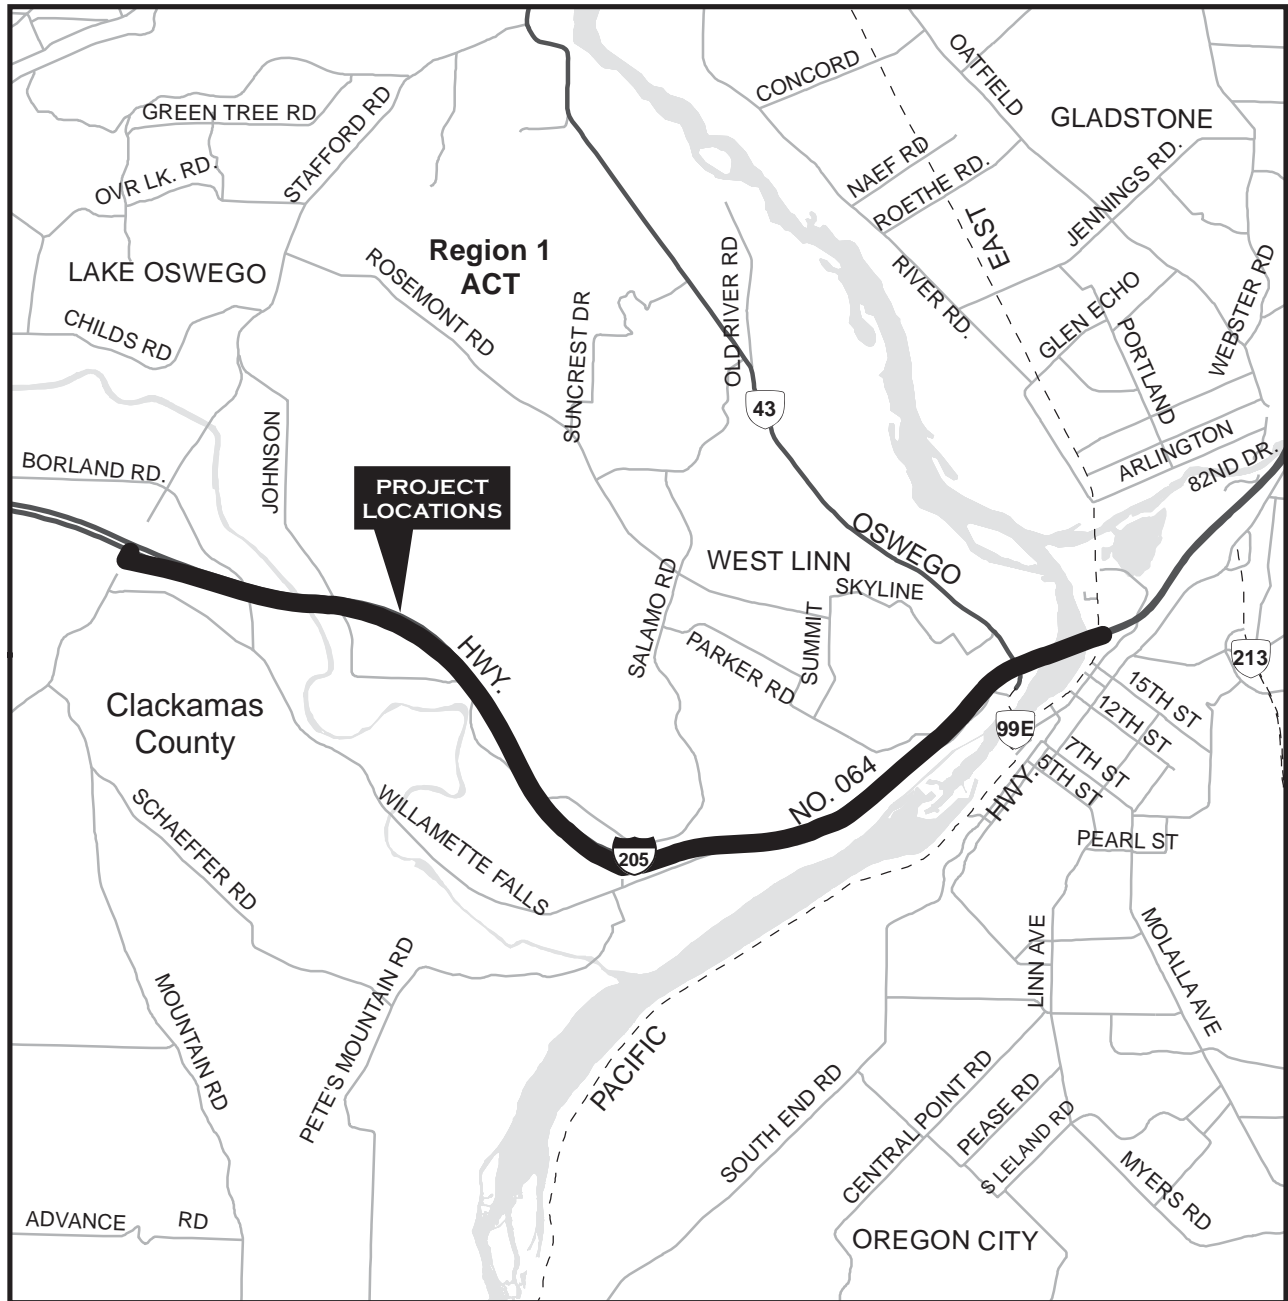 CONCORD
OATFIELD
GLADSTONE
GREEN TREE RD
STAFFORD RD
OVR LK. RD.
NAEF RD
ROETHE RD.
JENNINGS RD.
EAST
LAKE OSWEGO
Region 1
ACT
ROSEMONT RD
OLD RIVER RD
RIVER RD.
WEBSTER RD
GLEN ECHO
PORTLAND
CHILDS RD
SUNCREST DR
43
ARLINGTON
82ND DR.
BORLAND RD.
JOHNSON
PROJECT
LOCATIONS
OSWEGO
WEST LINN
SKYLINE
SALAMO RD
SUMMIT
PARKER RD
HWY.
213
15TH ST
12TH ST
7TH ST
5TH ST
99E
HWY.
Clackamas
County
NO. 064
205
PEARL ST
SCHAEFFER RD
WILLAMETTE FALLS
LINN AVE
MOLALLA AVE
MOUNTAIN RD
PETE'S MOUNTAIN RD
PACIFIC
SOUTH END RD
CENTRAL POINT RD
PEASE RD
S LELAND RD
MYERS RD
ADVANCE RD
OREGON CITY